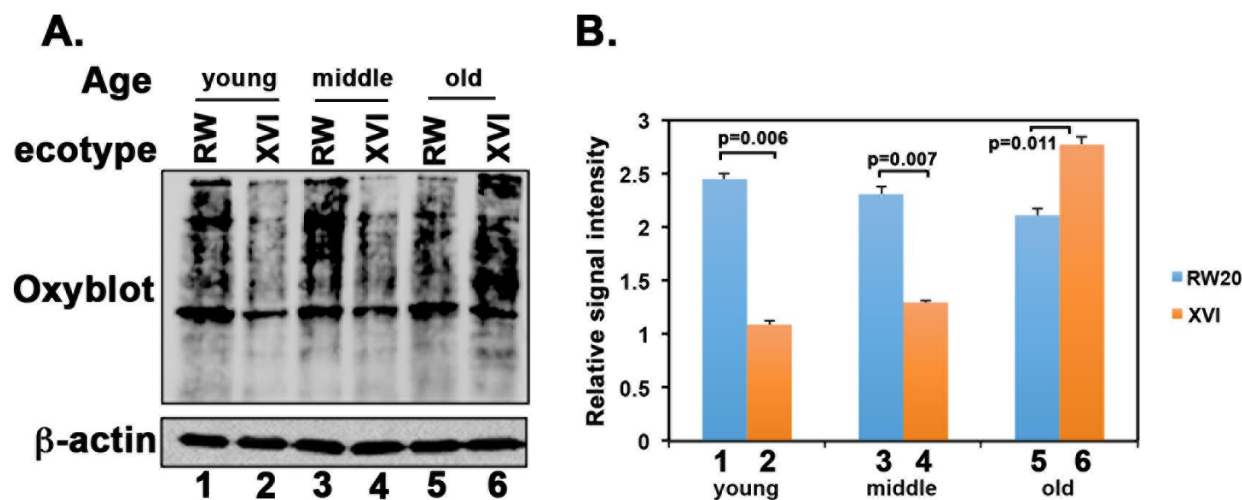 A.
Age
young
middle
old
ecotype
RW
XVI
RW
XVI
RW
XVI
Oxyblot
β-actin
1 2 3 4 5 6
B.
Relative signal intensity
3
2.5
2
1.5
1
0.5
0
p=0.006
p=0.007
p=0.011
1 2 3 4 5 6
young
middle
old
RW20
XVI